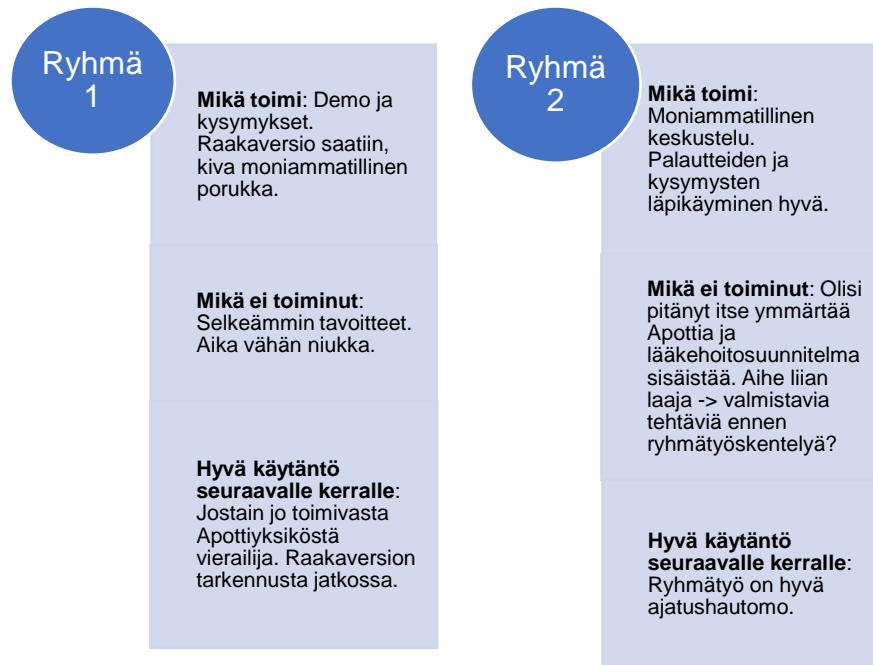 Ryhmä
1
Mikä toimi: Demo ja
kysymykset.
Raakaversio saatiin,
kiva moniammatillinen
porukka.
Mikä ei toiminut:
Selkeämmin tavoitteet.
Aika vähän niukka.
Hyvä käytäntö
seuraavalle kerralle:
Jostain jo toimivasta
Apottiyksiköstä
vierailija. Raakaversion
tarkennusta jatkossa.
Ryhmä
2
Mikä toimi:
Moniammatillinen
keskustelu.
Palautteiden ja
kysymysten
läpikäyminen hyvä.
Mikä ei toiminut: Olisi
pitänyt itse ymmärtää
Apottia ja
lääkehoitosuunnitelma
sisäistää. Aihe liian
laaja -> valmistavia
tehtäviä ennen
ryhmätyöskentelyä?
Hyvä käytäntö
seuraavalle kerralle:
Ryhmätyö on hyvä
ajatushautomo.